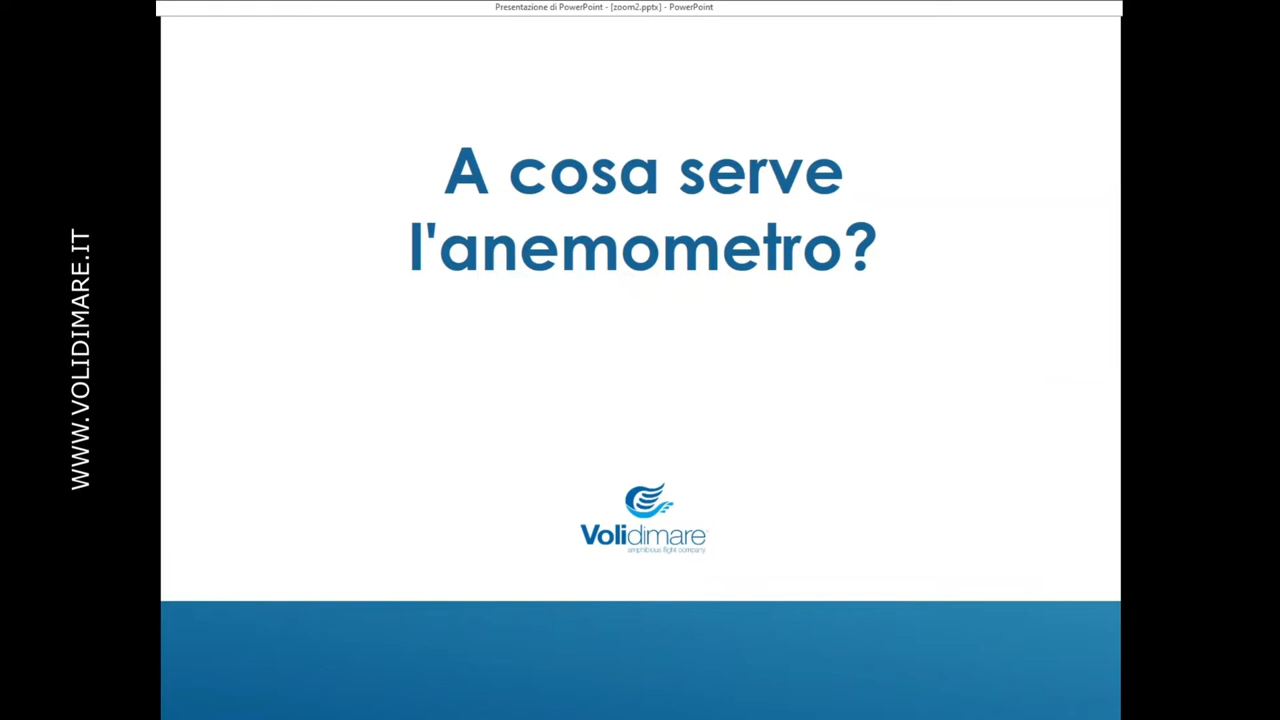 Presentazione di PowerPoint - [zoom2.pptx] - PowerPoint
A cosa serve
l'anemometro?
WWW.VOLIDIMARE.IT
Volidimare
amphibious flight company